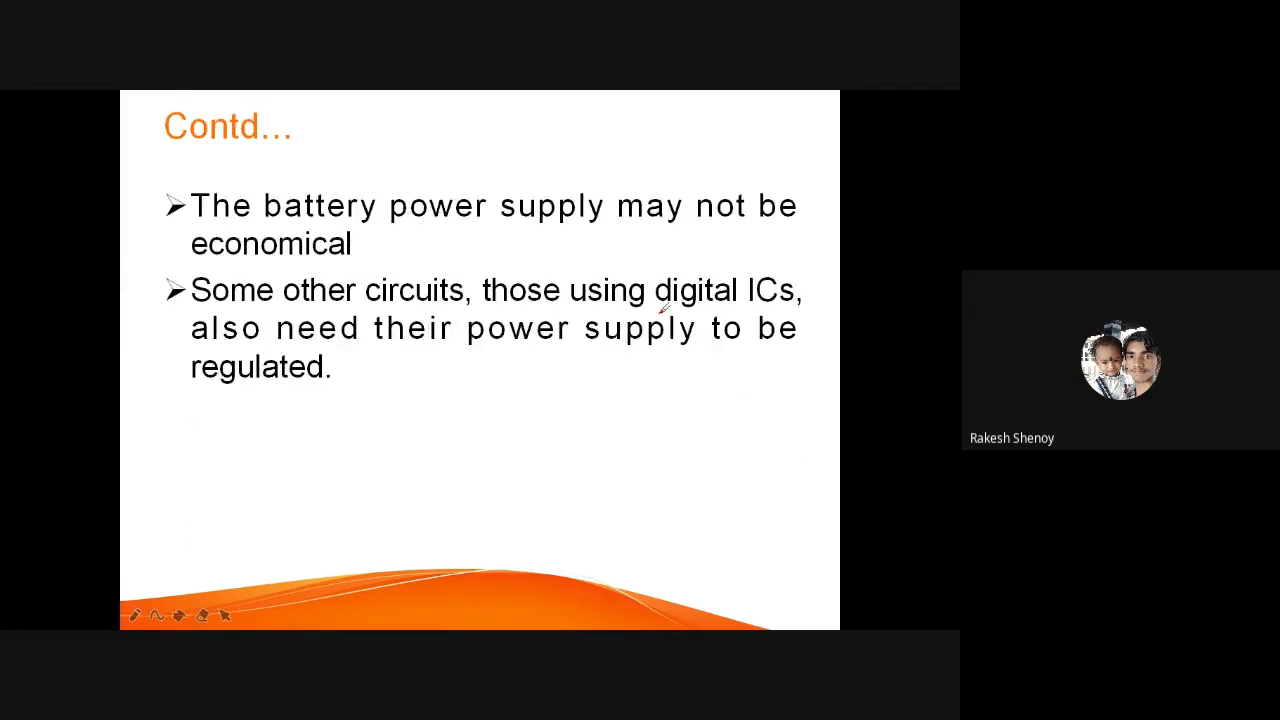 Contd...
➢The battery power supply may not be
economical
➢Some other circuits, those using digital ICs,
also need their power supply to be
regulated.
Rakesh Shenoy